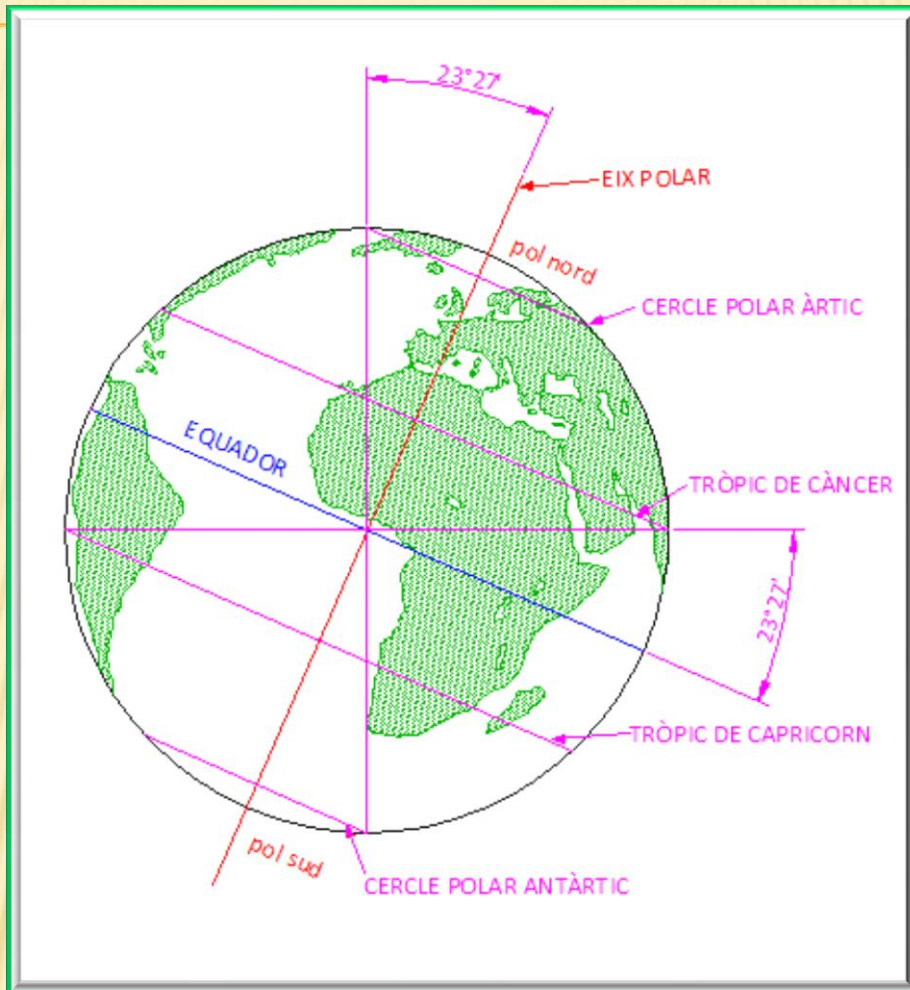 23°27'
EIX POLAR
pol nord
CERCLE POLAR ÀRTIC
EQUADOR
TRÒPIC DE CÀNCER
23°27'
TRÒPIC DE CAPRICORN
pol sud
CERCLE POLAR ANTÀRTIC